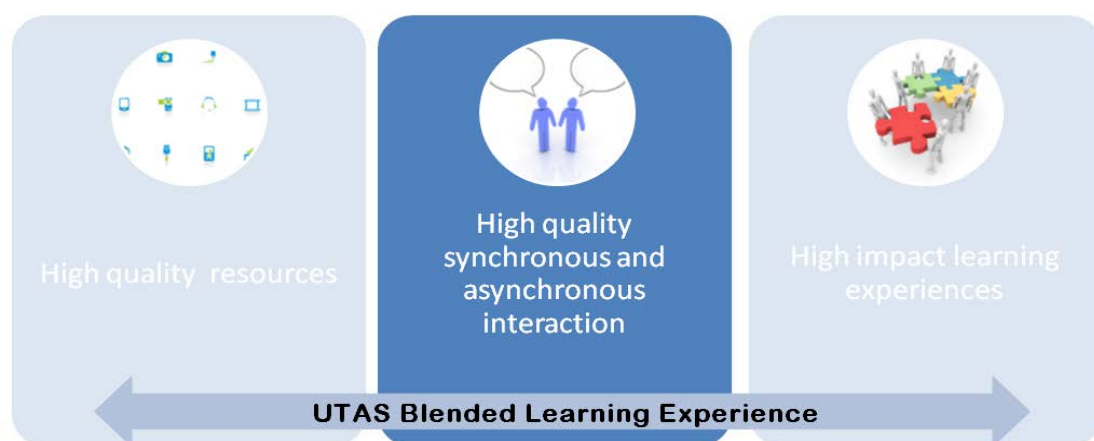 High quality resources
High quality
synchronous and
asynchronous
interaction
High impact learning
experiences
UTAS Blended Learning Experience